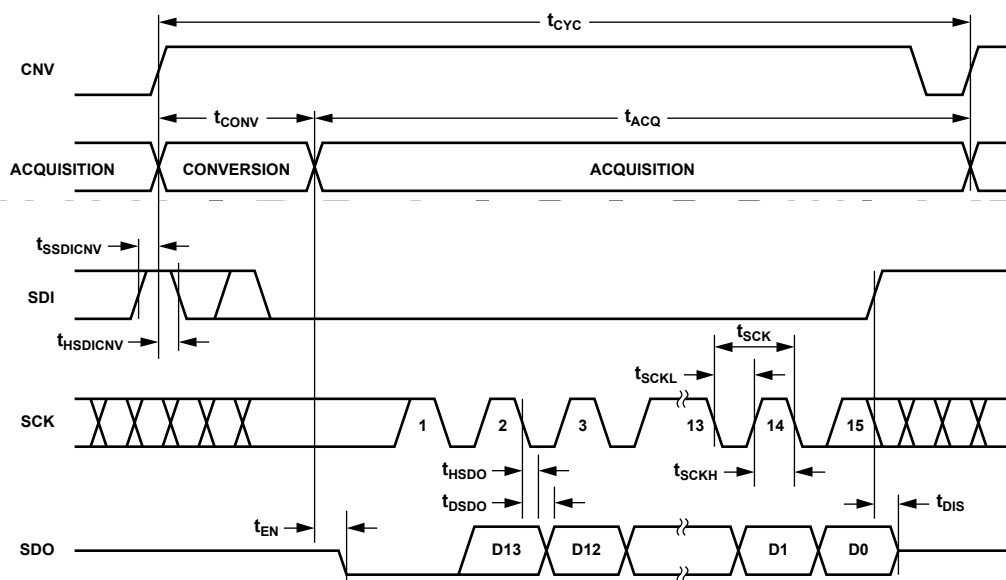 tCYC
CNV
tCONV
tACQ
ACQUISITION
CONVERSION
ACQUISITION
tSSDICNV
SDI
tHSDICNV
tSCK
tSCKL
SCK
1
2
3
13
14
15
tHSDO
tSCKH
tDSDO
tDIS
tEN
SDO
D13
D12
D1
D0